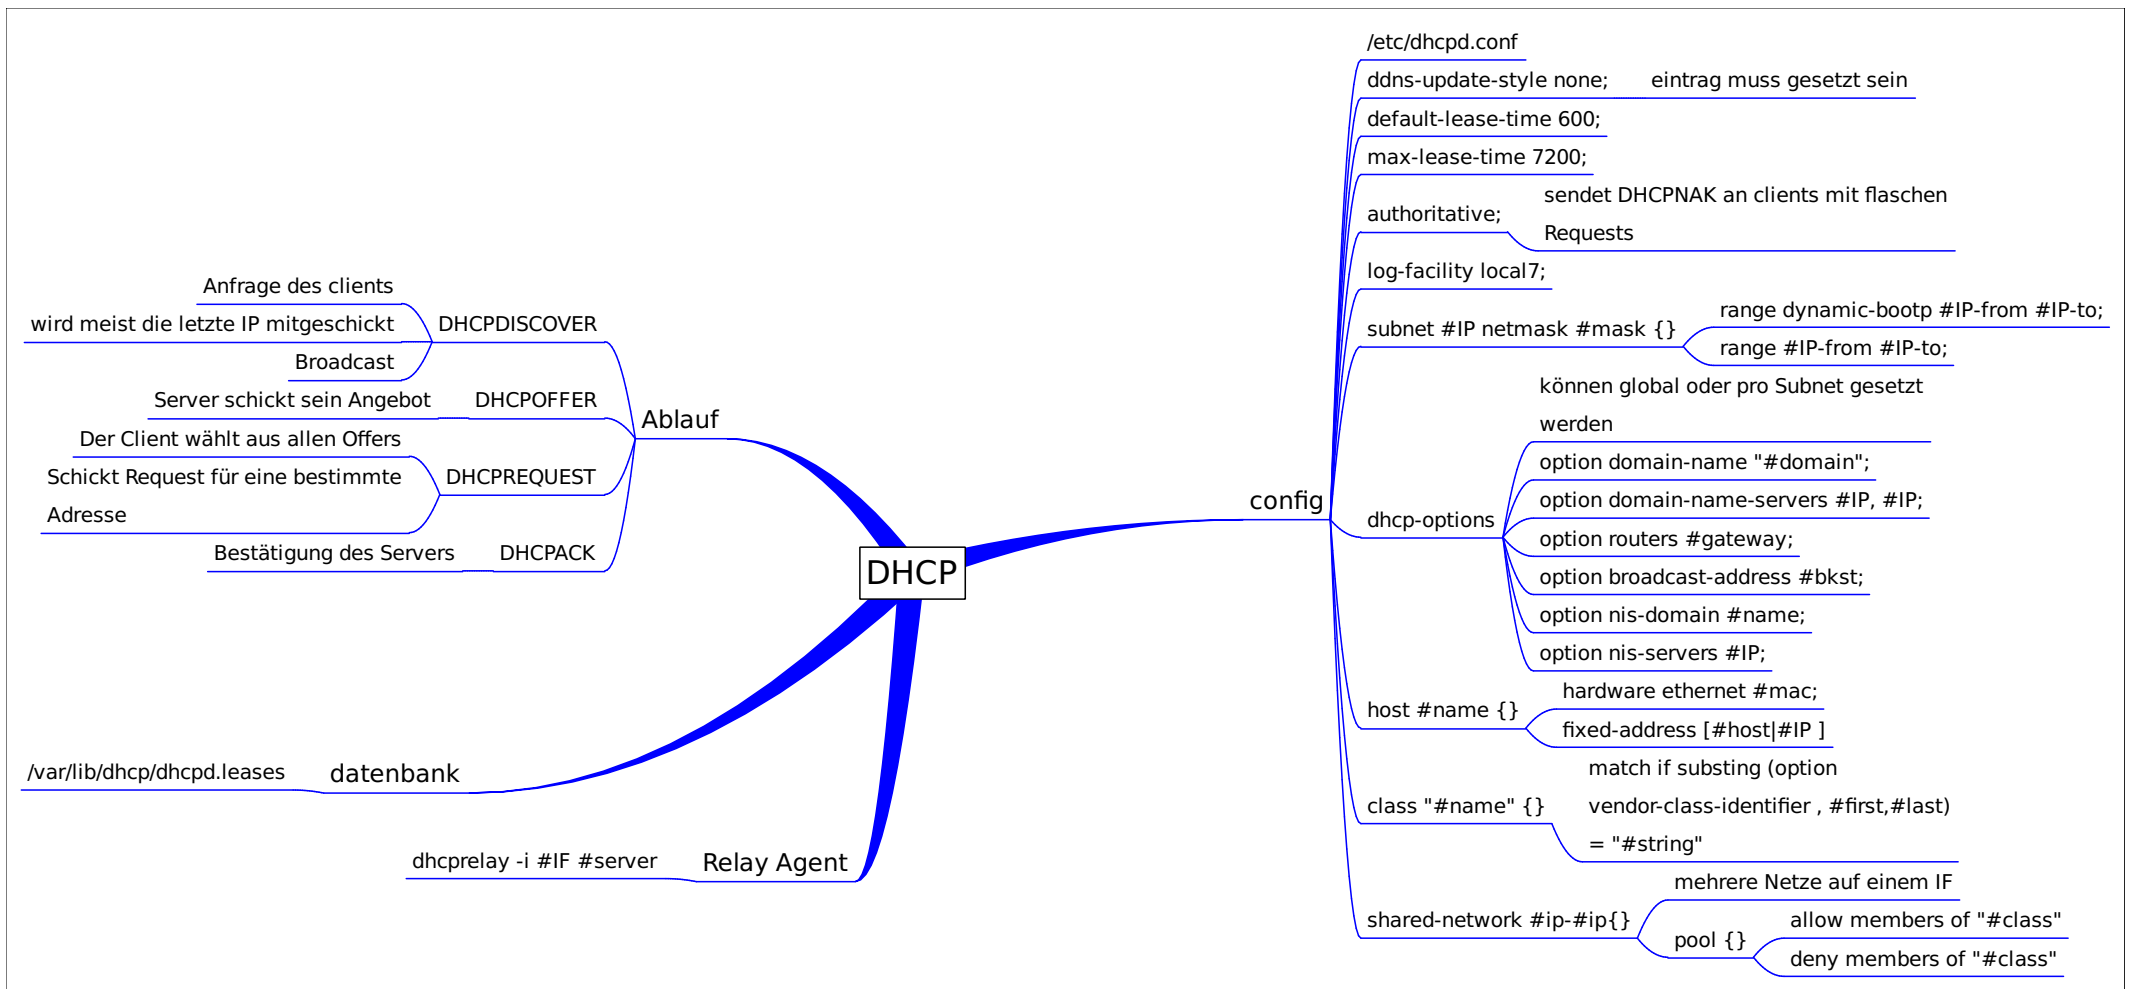 DHCP
Ablauf
DHCPDISCOVER
Anfrage des clients
wird meist die letzte IP mitgeschickt
Broadcast
DHCPOFFER
Server schickt sein Angebot
DHCPREQUEST
Der Client wählt aus allen Offers
Schickt Request für eine bestimmte
Adresse
DHCPACK
Bestätigung des Servers
datenbank
/var/lib/dhcp/dhcpd.leases
Relay Agent
dhcprelay -i #IF #server
config
/etc/dhcpd.conf
ddns-update-style none;
eintrag muss gesetzt sein
default-lease-time 600;
max-lease-time 7200;
authoritative;
sendet DHCPNAK an clients mit flaschen
Requests
log-facility local7;
subnet #IP netmask #mask {}
range dynamic-bootp #IP-from #IP-to;
range #IP-from #IP-to;
dhcp-options
können global oder pro Subnet gesetzt
werden
option domain-name "#domain";
option domain-name-servers #IP, #IP;
option routers #gateway;
option broadcast-address #bkst;
option nis-domain #name;
option nis-servers #IP;
host #name {}
hardware ethernet #mac;
fixed-address [#host|#IP ]
class "#name" {}
match if substing (option
vendor-class-identifier , #first,#last)
= "#string"
shared-network #ip-#ip{}
mehrere Netze auf einem IF
pool {}
allow members of "#class"
deny members of "#class"